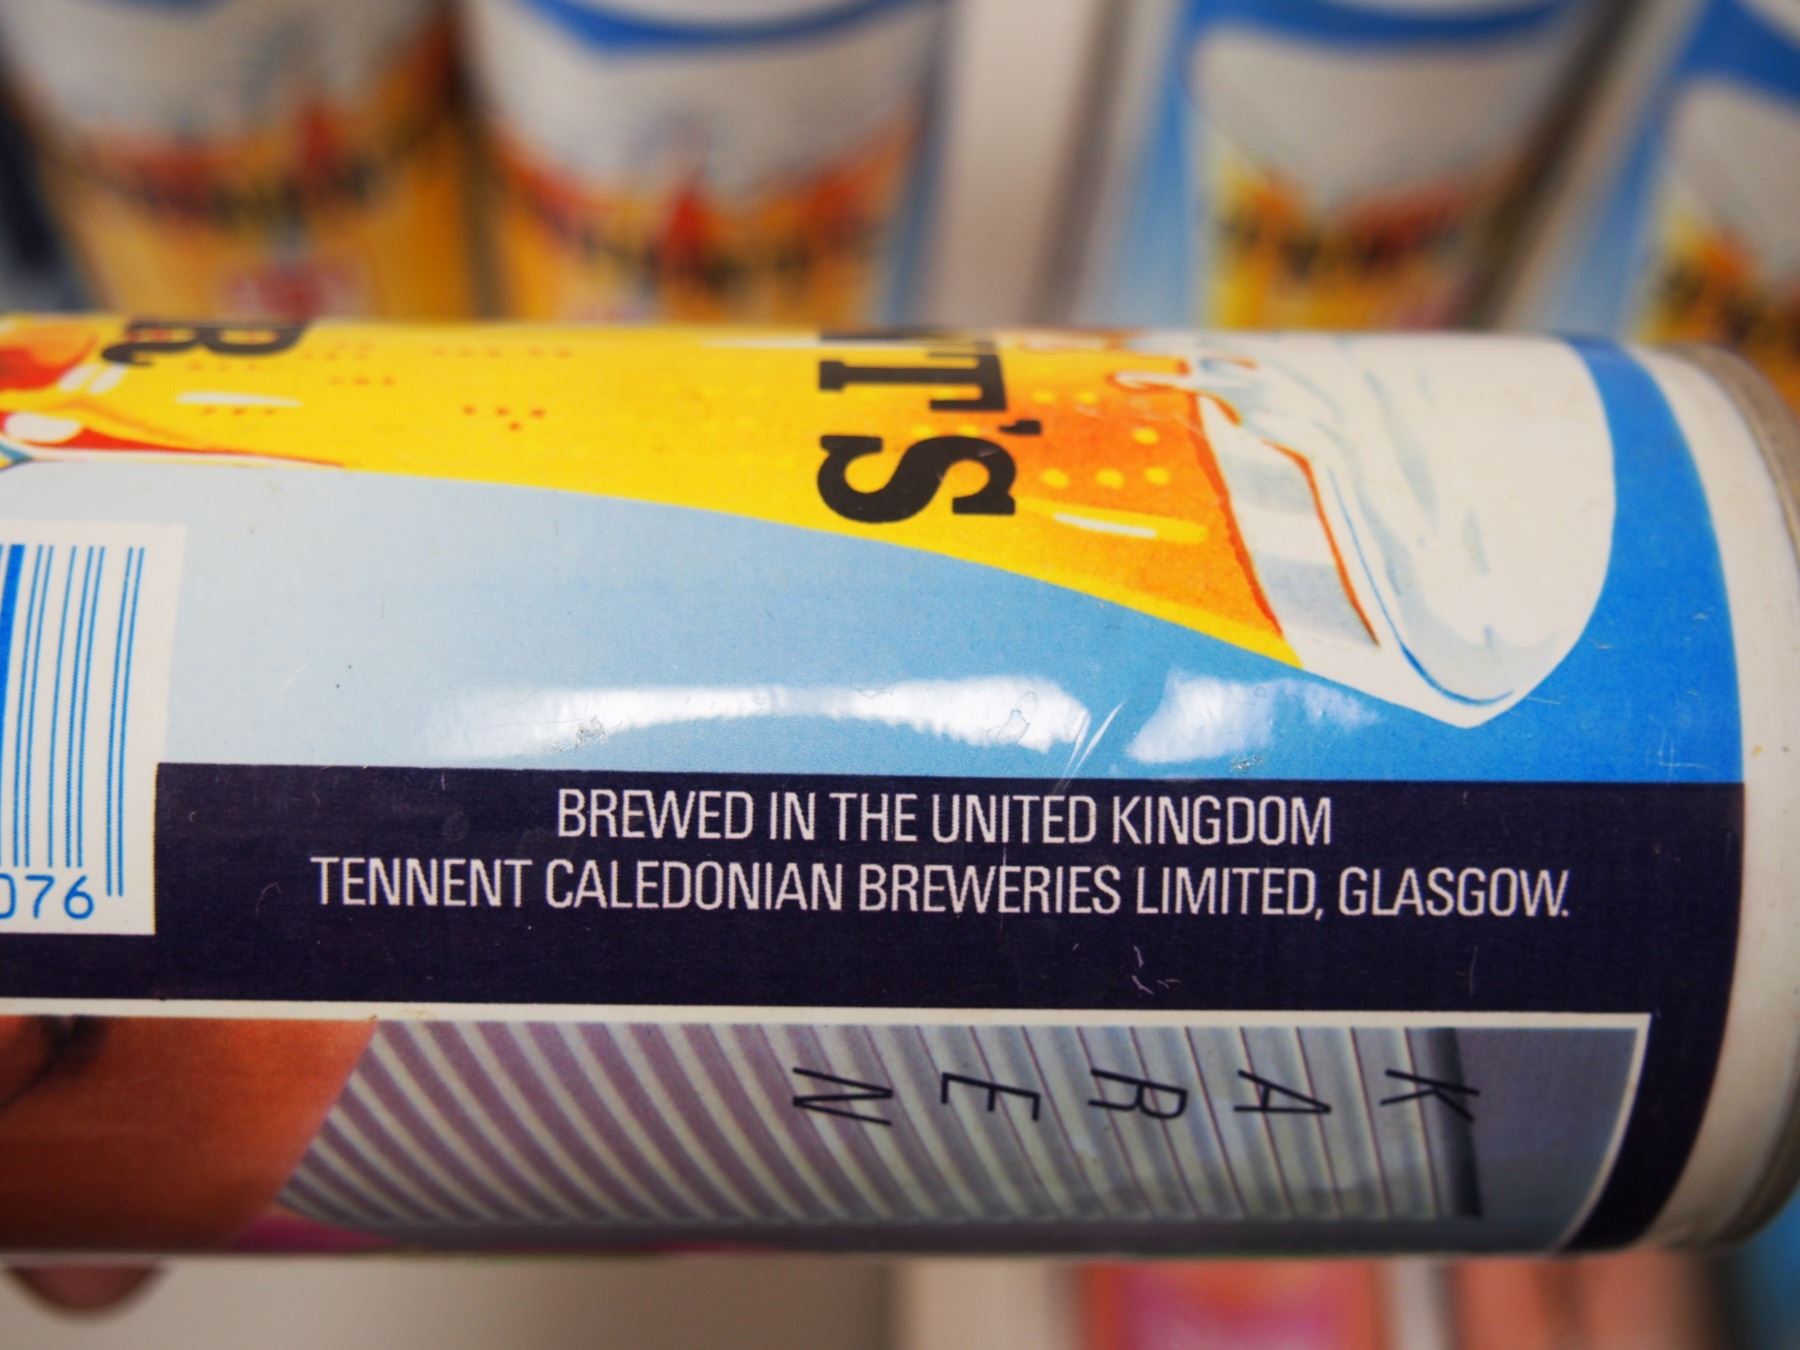 R
T'S
BREWED IN THE UNITED KINGDOM
TENNENT CALEDONIAN BREWERIES LIMITED, GLASGOW.
076
KAREN